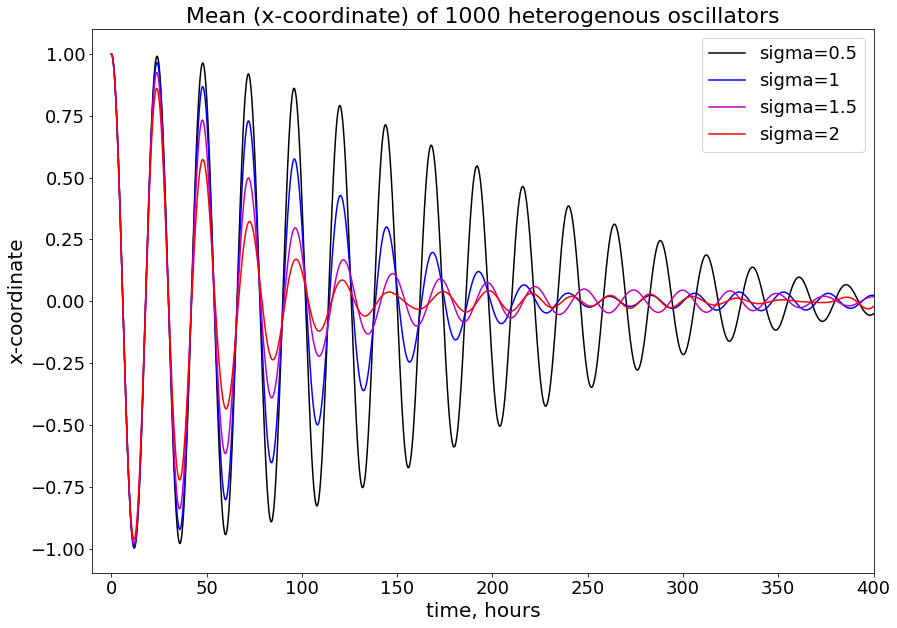 Mean (x-coordinate) of 1000 heterogenous oscillators
sigma=0.5
sigma=1
sigma=1.5
sigma=2
1.00
0.75
0.50
0.25
0.00
−0.25
−0.50
−0.75
−1.00
x-coordinate
0 50 100 150 200 250 300 350 400
time, hours